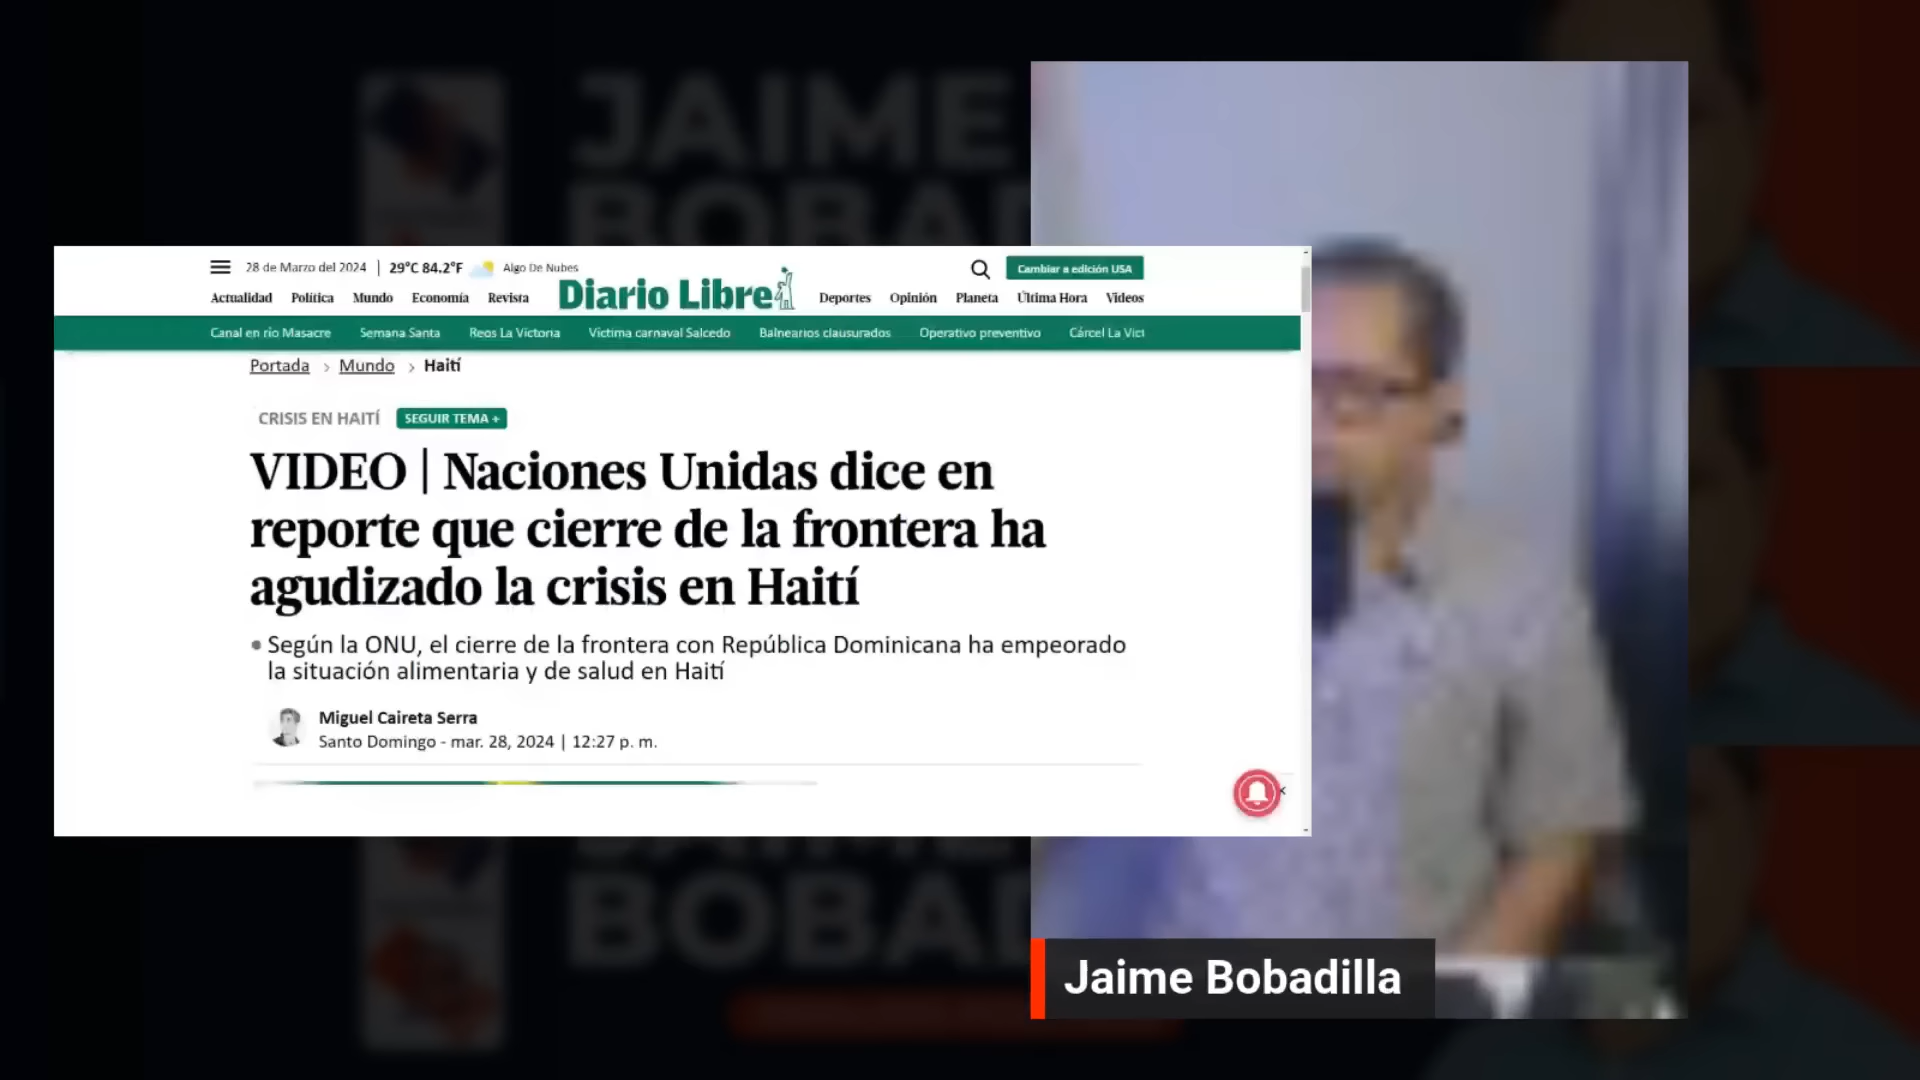 JAIME
BOBAD
28 de Marzo del 2024 | 29°C 84.2°F Algo De Nubes
Cambiar a edición USA
Actualidad Política Mundo Economía Revista Diario Libre Deportes Opinión Planeta Última Hora Videos
Canal en río Masacre Semana Santa Reos La Victoria Víctima carnaval Salcedo Balnearios clausurados Operativo preventivo Cárcel La Vict
Portada > Mundo > Haití
CRISIS EN HAITÍ SEGUIR TEMA +
VIDEO | Naciones Unidas dice en
reporte que cierre de la frontera ha
agudizado la crisis en Haití
• Según la ONU, el cierre de la frontera con República Dominicana ha empeorado
la situación alimentaria y de salud en Haití
Miguel Caireta Serra
Santo Domingo - mar. 28, 2024 | 12:27 p. m.
JAIME
BOBAD
Jaime Bobadilla